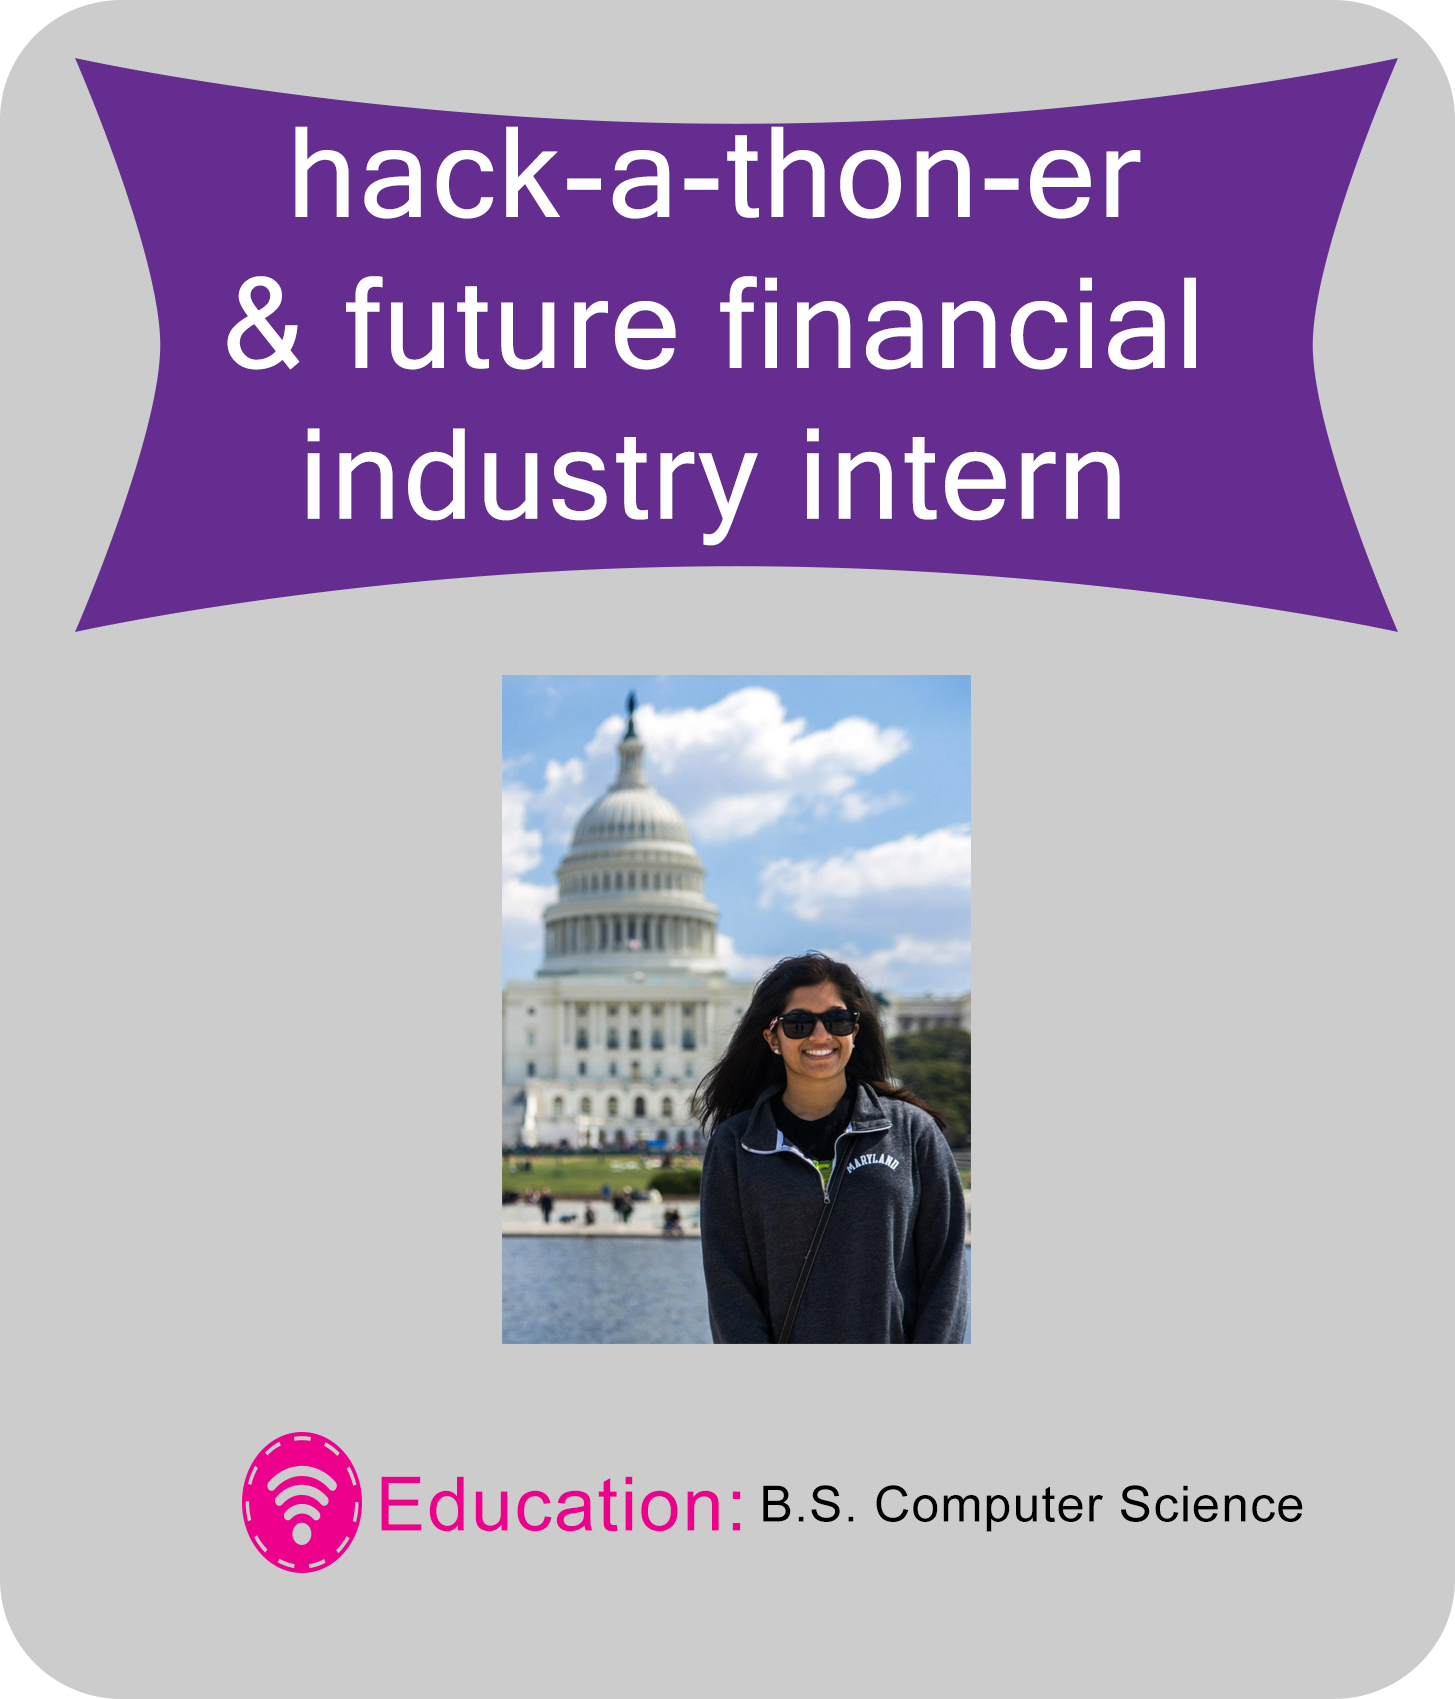 hack-a-thon-er
& future financial
industry intern
MARYLAND
Education: B.S. Computer Science